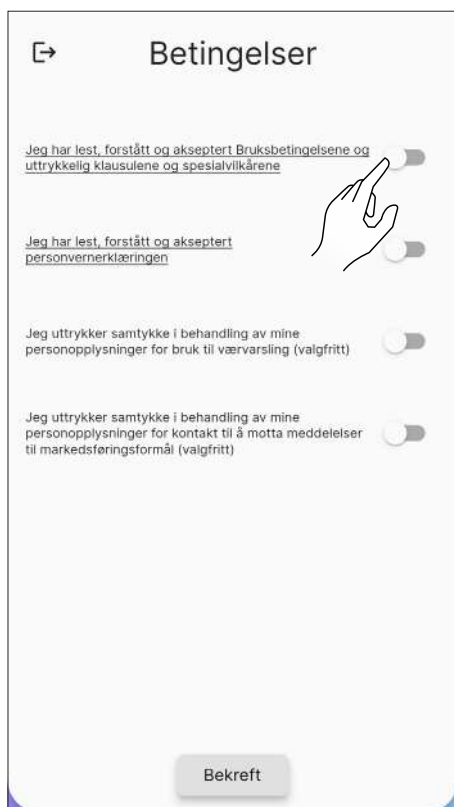 Betingelser
Jeg har lest, forstått og akseptert Bruksbetingelsene og
uttrykkelig klausulene og spesialvilkårene
Jeg har lest, forstått og akseptert
personvernerklæringen
Jeg uttrykker samtykke i behandling av mine
personopplysninger for bruk til værvarsling (valgfritt)
Jeg uttrykker samtykke i behandling av mine
personopplysninger for kontakt til å motta meddelelser
til markedsføringsformål (valgfritt)
Bekreft